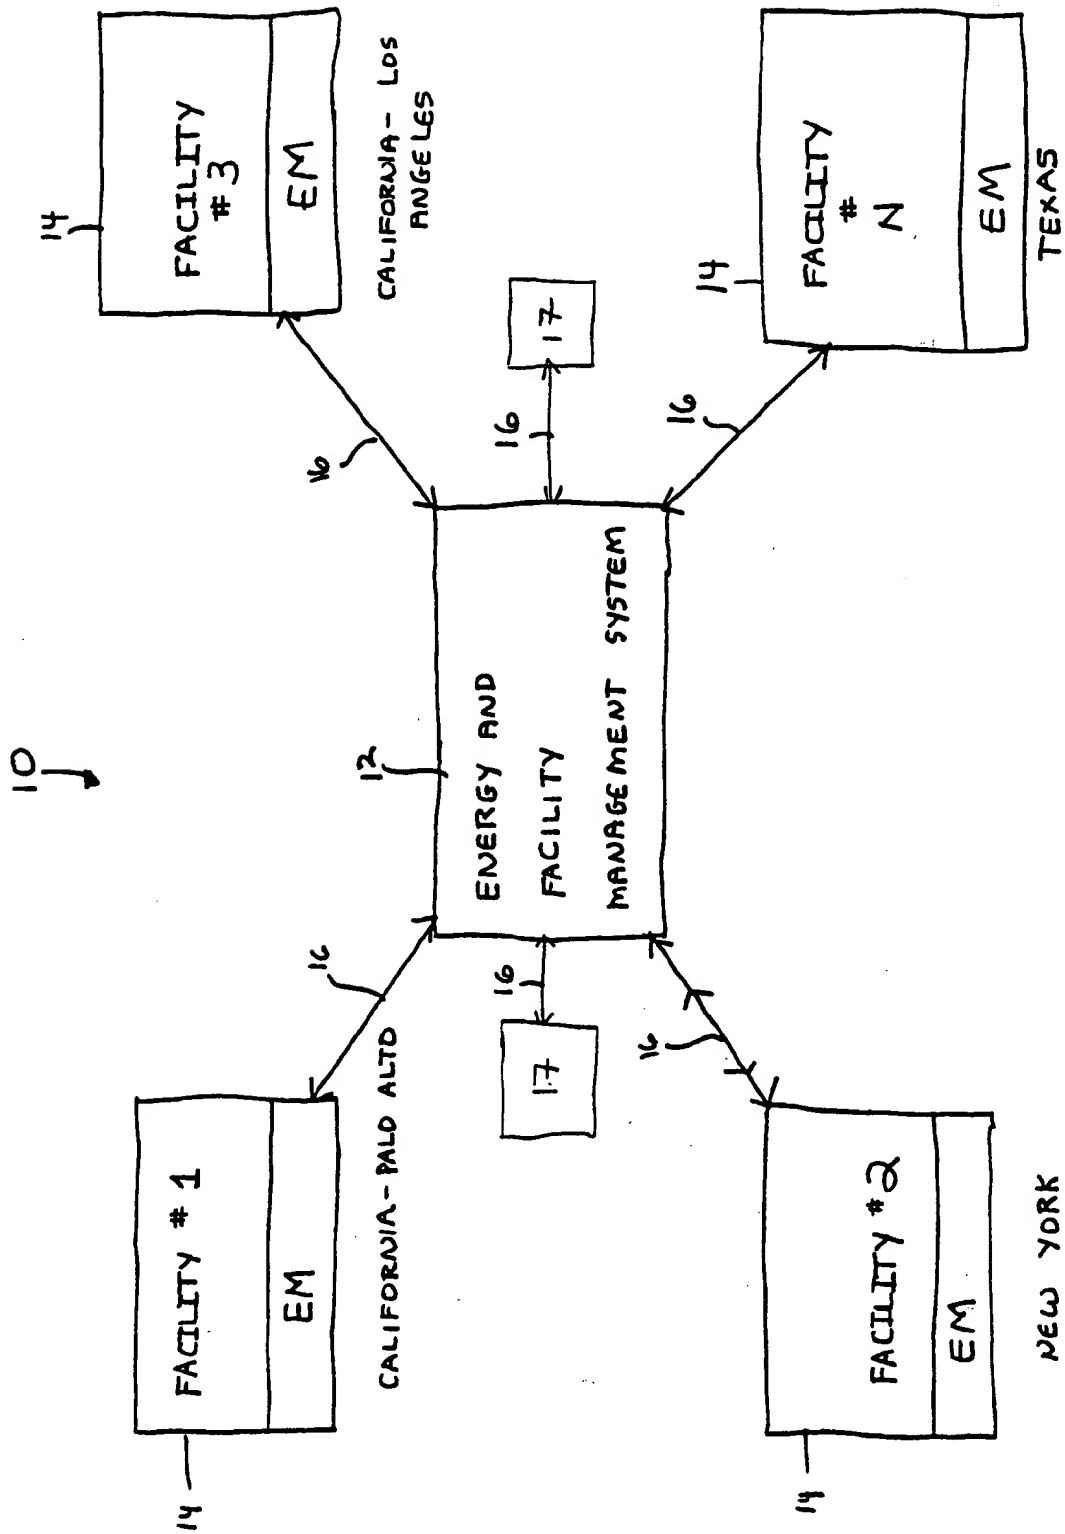 10
14
FACILITY # 1
EM
CALIFORNIA - PALO ALTO
16
12
ENERGY AND
FACILITY
MANAGEMENT SYSTEM
16
14
FACILITY
# 3
EM
CALIFORNIA - LOS
ANGELES
17
16
16
17
14
FACILITY #2
EM
NEW YORK
16
16
14
FACILITY
#
N
EM
TEXAS